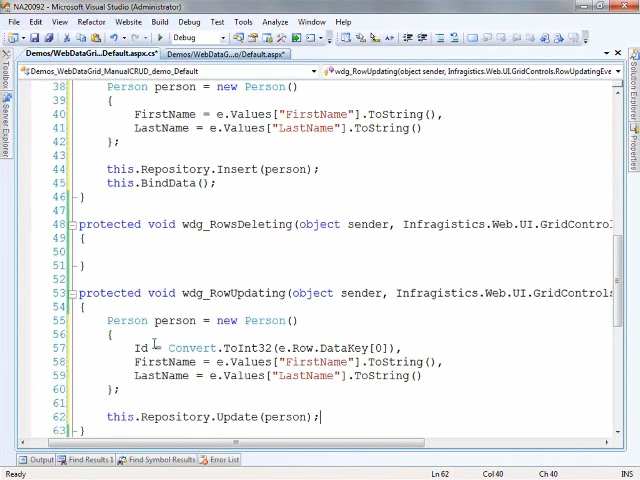 NA20092 - Microsoft Visual Studio (Administrator)
File Edit View Refactor Website Build Debug Test Tools Analyze Window Help
Debug
Demos/WebDataGri...Default.aspx.cs* Demos/WebDataG...o/Default.aspx*
Demos_WebDataGrid_ManualCRUD_demo_Default wdg_RowUpdating(object sender, Infragistics.Web.UI.GridControls.RowUpdatingEve
Toolbox
Server Explorer
Solution Explorer
Properties
38 Person person = new Person()
39 {
40 FirstName = e.Values["FirstName"].ToString(),
41 LastName = e.Values["LastName"].ToString()
42 };
43
44 this.Repository.Insert(person);
45 this.BindData();
46 }
47
48 protected void wdg_RowsDeleting(object sender, Infragistics.Web.UI.GridControl
49 {
50
51 }
52
53 protected void wdg_RowUpdating(object sender, Infragistics.Web.UI.GridControls
54 {
55 Person person = new Person()
56 {
57 Id = Convert.ToInt32(e.Row.DataKey[0]),
58 FirstName = e.Values["FirstName"].ToString(),
59 LastName = e.Values["LastName"].ToString()
60 };
61
62 this.Repository.Update(person);
63 }
Output Find Results 1 Find Symbol Results Error List
Ready Ln 62 Col 40 Ch 40